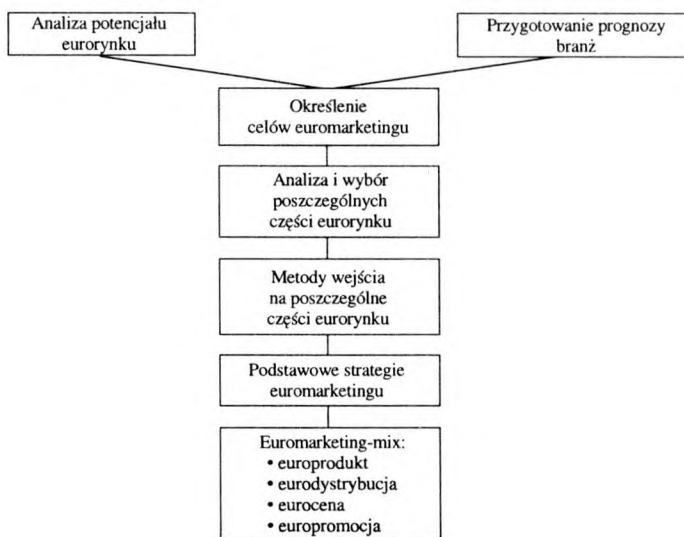 Analiza potencjału
eurorynku
Przygotowanie prognozy
branż
Określenie
celów euromarketingu
Analiza i wybór
poszczególnych
części eurorynku
Metody wejścia
na poszczególne
części eurorynku
Podstawowe strategie
euromarketingu
Euromarketing-mix:
• europrodukt
• eurodystrybucja
• eurocena
• europromocja